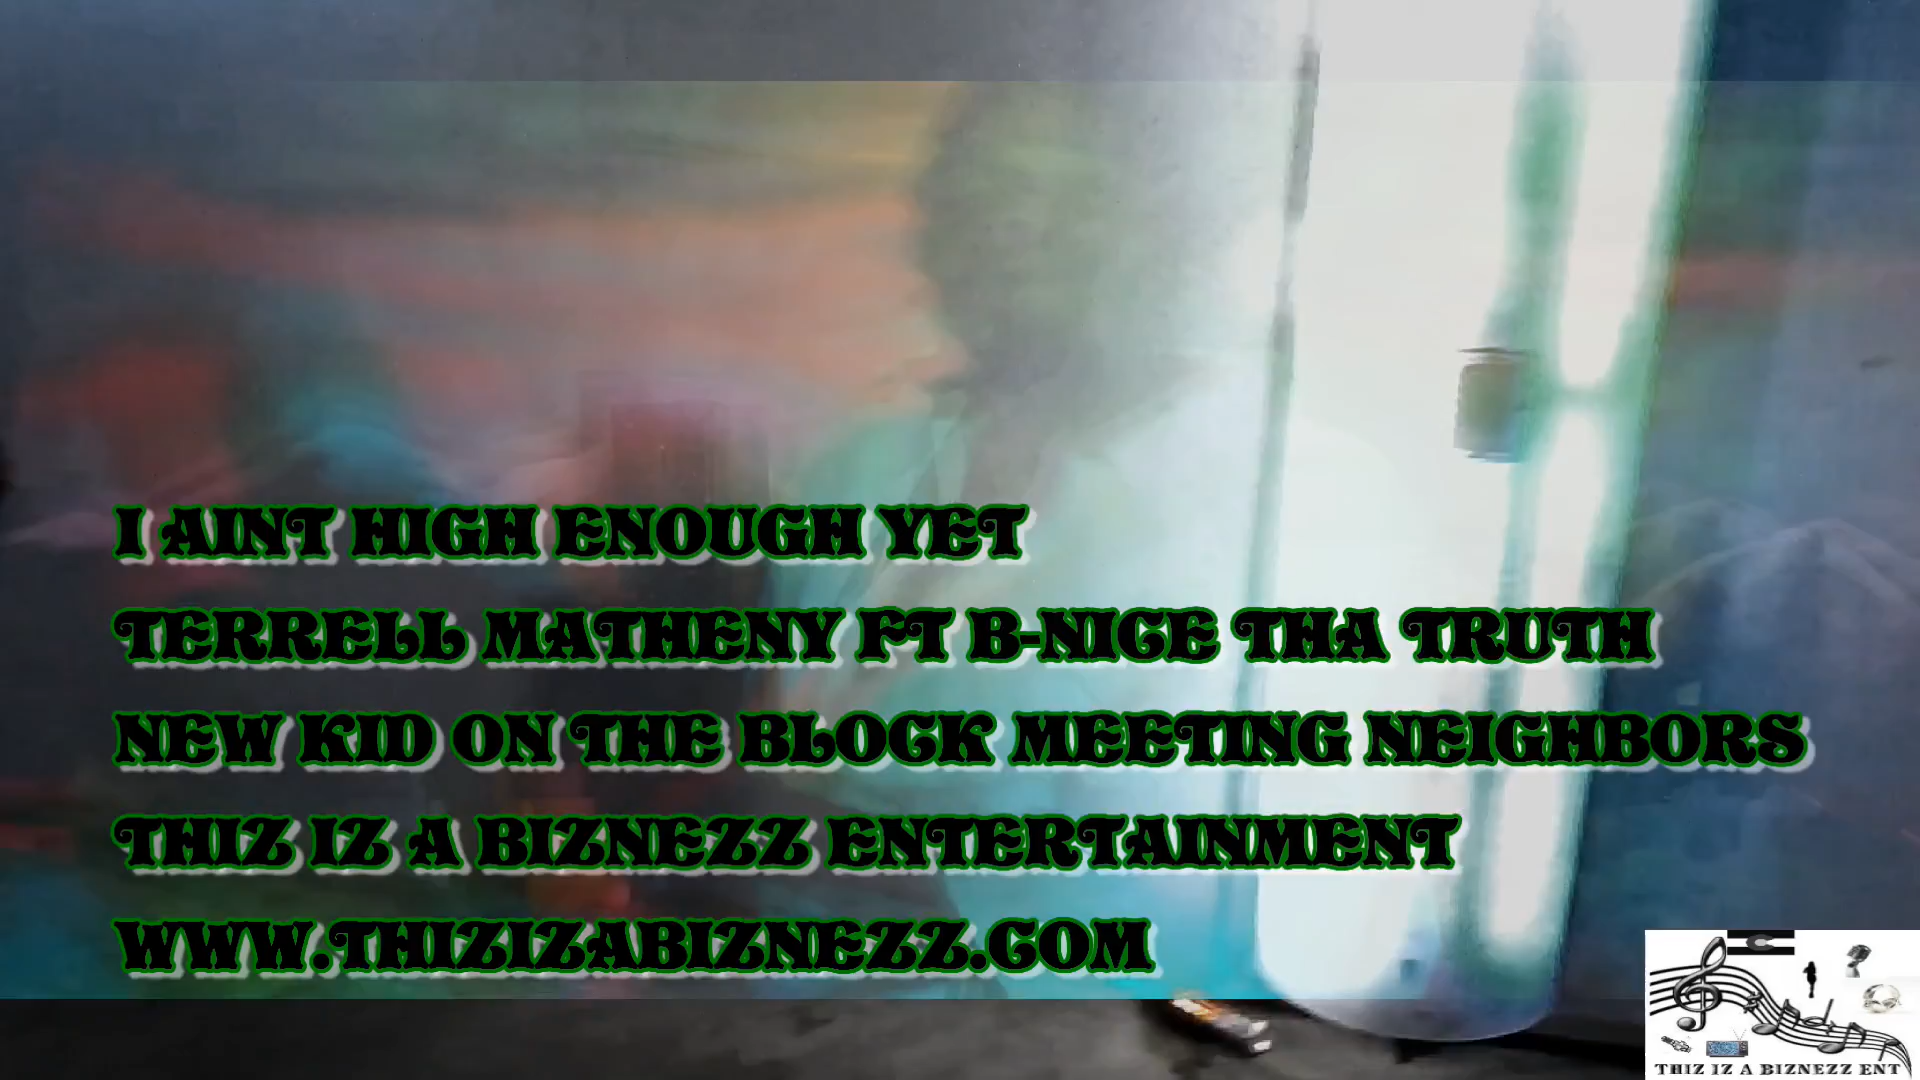 I AINT HIGH ENOUGH YET
TERRELL MATHENY FT B-NICE THA TRUTH
NEW KID ON THE BLOCK MEETING NEIGHBORS
THIZ IZ A BIZNEZZ ENTERTAINMENT
WWW.THIZIZABIZNEZZ.COM
THIZ IZ A BIZNEZZ ENT